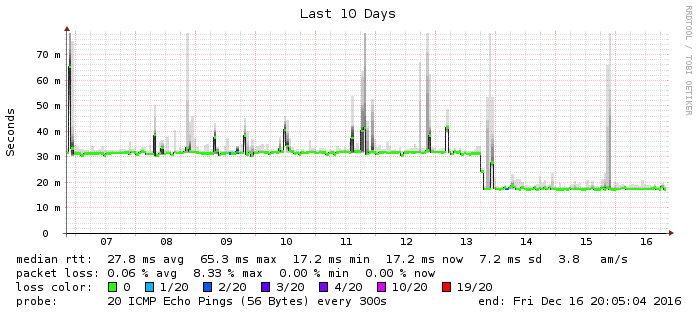 Last 10 Days
RRDTOOL / TOBI OETIKER
Seconds
70 m
60 m
50 m
40 m
30 m
20 m
10 m
0
07 08 09 10 11 12 13 14 15 16
median rtt: 27.8 ms avg 65.3 ms max 17.2 ms min 17.2 ms now 7.2 ms sd 3.8 am/s
packet loss: 0.06 % avg 8.33 % max 0.00 % min 0.00 % now
loss color: 0 1/20 2/20 3/20 4/20 10/20 19/20
probe: 20 ICMP Echo Pings (56 Bytes) every 300s end: Fri Dec 16 20:05:04 2016